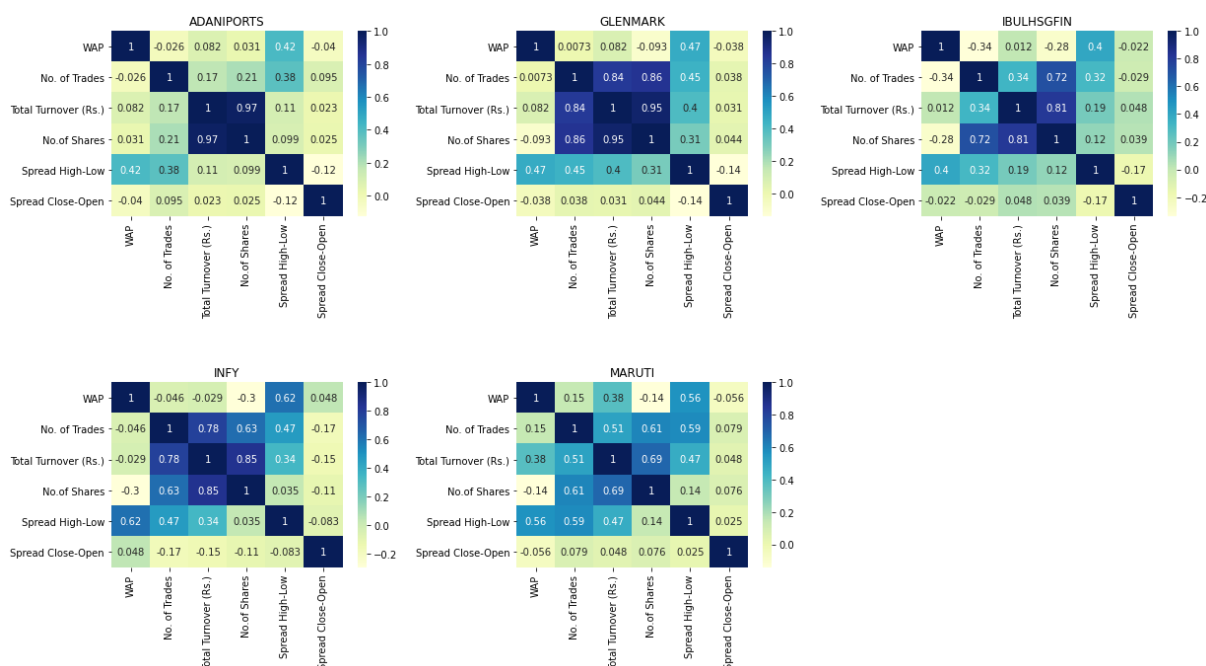 ADANIPORTS
WAP 1 -0.026 0.082 0.031 0.42 -0.04
No. of Trades -0.026 1 0.17 0.21 0.38 0.095
Total Turnover (Rs.) 0.082 0.17 1 0.97 0.11 0.023
No.of Shares 0.031 0.21 0.97 1 0.099 0.025
Spread High-Low 0.42 0.38 0.11 0.099 1 -0.12
Spread Close-Open -0.04 0.095 0.023 0.025 -0.12 1
WAP
No. of Trades
Total Turnover (Rs.)
No.of Shares
Spread High-Low
Spread Close-Open
1.0
0.8
0.6
0.4
0.2
0.0
GLENMARK
WAP 1 0.0073 0.082 -0.093 0.47 -0.038
No. of Trades 0.0073 1 0.84 0.86 0.45 0.038
Total Turnover (Rs.) 0.082 0.84 1 0.95 0.4 0.031
No.of Shares -0.093 0.86 0.95 1 0.31 0.044
Spread High-Low 0.47 0.45 0.4 0.31 1 -0.14
Spread Close-Open -0.038 0.038 0.031 0.044 -0.14 1
WAP
No. of Trades
Total Turnover (Rs.)
No.of Shares
Spread High-Low
Spread Close-Open
1.0
0.8
0.6
0.4
0.2
0.0
IBULHSGFIN
WAP 1 -0.34 0.012 -0.28 0.4 -0.022
No. of Trades -0.34 1 0.34 0.72 0.32 -0.029
Total Turnover (Rs.) 0.012 0.34 1 0.81 0.19 0.048
No.of Shares -0.28 0.72 0.81 1 0.12 0.039
Spread High-Low 0.4 0.32 0.19 0.12 1 -0.17
Spread Close-Open -0.022 -0.029 0.048 0.039 -0.17 1
WAP
No. of Trades
Total Turnover (Rs.)
No.of Shares
Spread High-Low
Spread Close-Open
1.0
0.8
0.6
0.4
0.2
0.0
−0.2
INFY
WAP 1 -0.046 -0.029 -0.3 0.62 0.048
No. of Trades -0.046 1 0.78 0.63 0.47 -0.17
Total Turnover (Rs.) -0.029 0.78 1 0.85 0.34 -0.15
No.of Shares -0.3 0.63 0.85 1 0.035 -0.11
Spread High-Low 0.62 0.47 0.34 0.035 1 -0.083
Spread Close-Open 0.048 -0.17 -0.15 -0.11 -0.083 1
WAP
No. of Trades
Total Turnover (Rs.)
No.of Shares
Spread High-Low
Spread Close-Open
1.0
0.8
0.6
0.4
0.2
0.0
−0.2
MARUTI
WAP 1 0.15 0.38 -0.14 0.56 -0.056
No. of Trades 0.15 1 0.51 0.61 0.59 0.079
Total Turnover (Rs.) 0.38 0.51 1 0.69 0.47 0.048
No.of Shares -0.14 0.61 0.69 1 0.14 0.076
Spread High-Low 0.56 0.59 0.47 0.14 1 0.025
Spread Close-Open -0.056 0.079 0.048 0.076 0.025 1
WAP
No. of Trades
Total Turnover (Rs.)
No.of Shares
Spread High-Low
Spread Close-Open
1.0
0.8
0.6
0.4
0.2
0.0